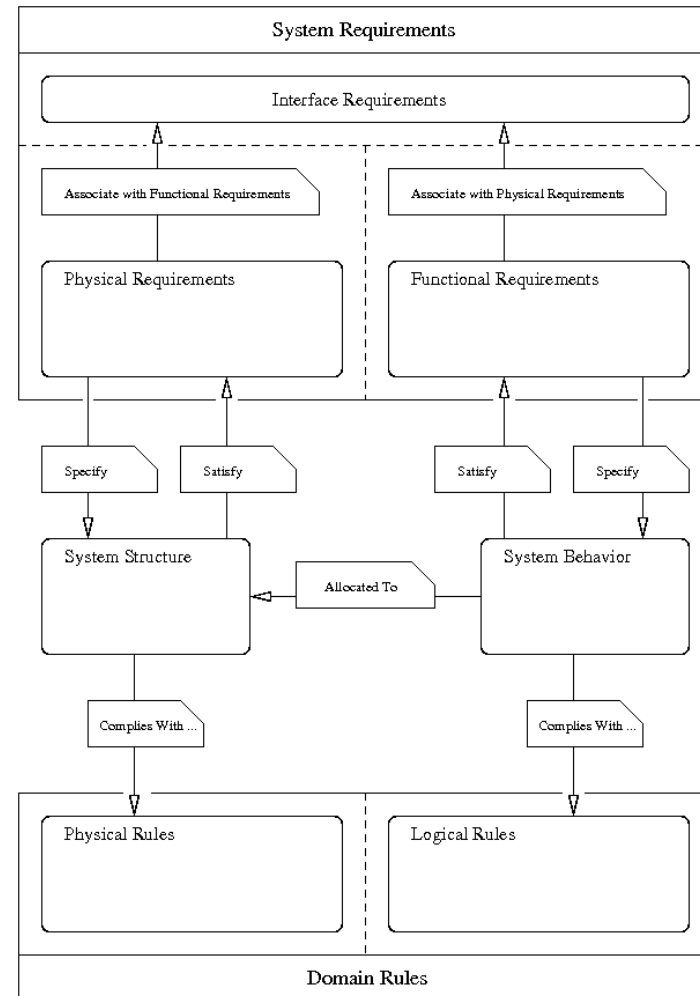 System Requirements
Interface Requirements
Associate with Functional Requirements
Associate with Physical Requirements
Physical Requirements
Functional Requirements
Specify
Satisfy
Satisfy
Specify
System Structure
System Behavior
Allocated To
Complies With ...
Complies With ...
Physical Rules
Logical Rules
Domain Rules